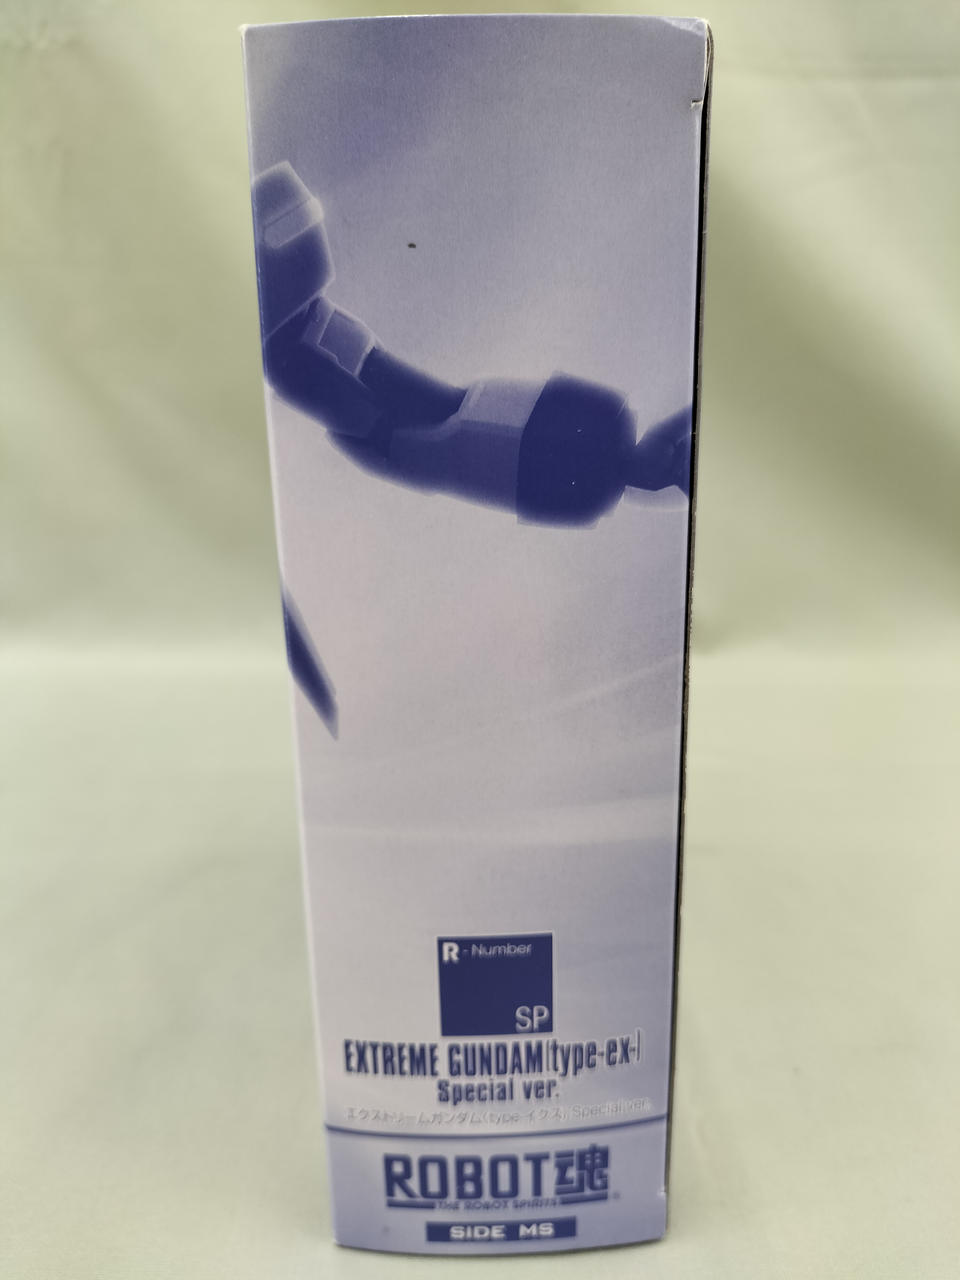 R - Number
SP
EXTREME GUNDAM[type-ex-]
Special ver.
エクストリームガンダム(type-イクス) Special ver.
ROBOT魂
THE ROBOT SPIRITS
SIDE MS